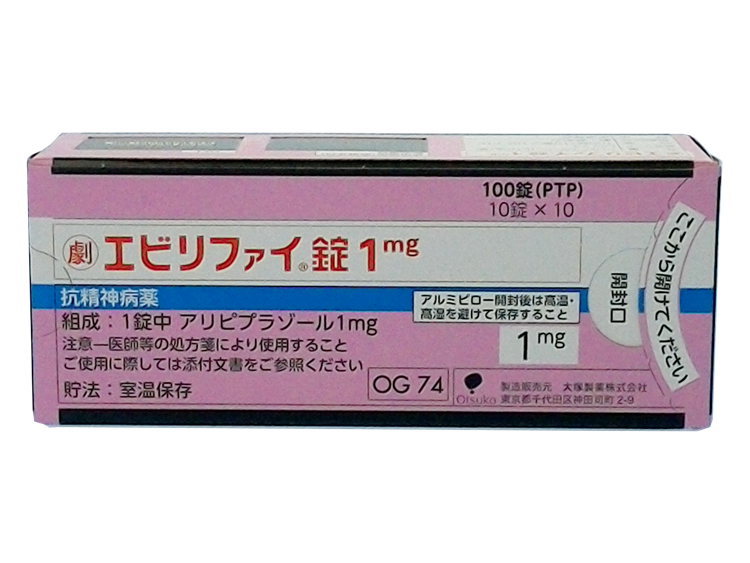 100錠(PTP)
10錠×10
劇 エビリファイ®錠1mg
抗精神病薬
組成：1錠中 アリピプラゾール1mg
注意—医師等の処方箋により使用すること
ご使用に際しては添付文書をご参照ください
貯法：室温保存
アルミピロー開封後は高温・
高湿を避けて保存すること
1mg
OG 74
Otsuka
製造販売元 大塚製薬株式会社
東京都千代田区神田司町2-9
開封口
ここから開けてください